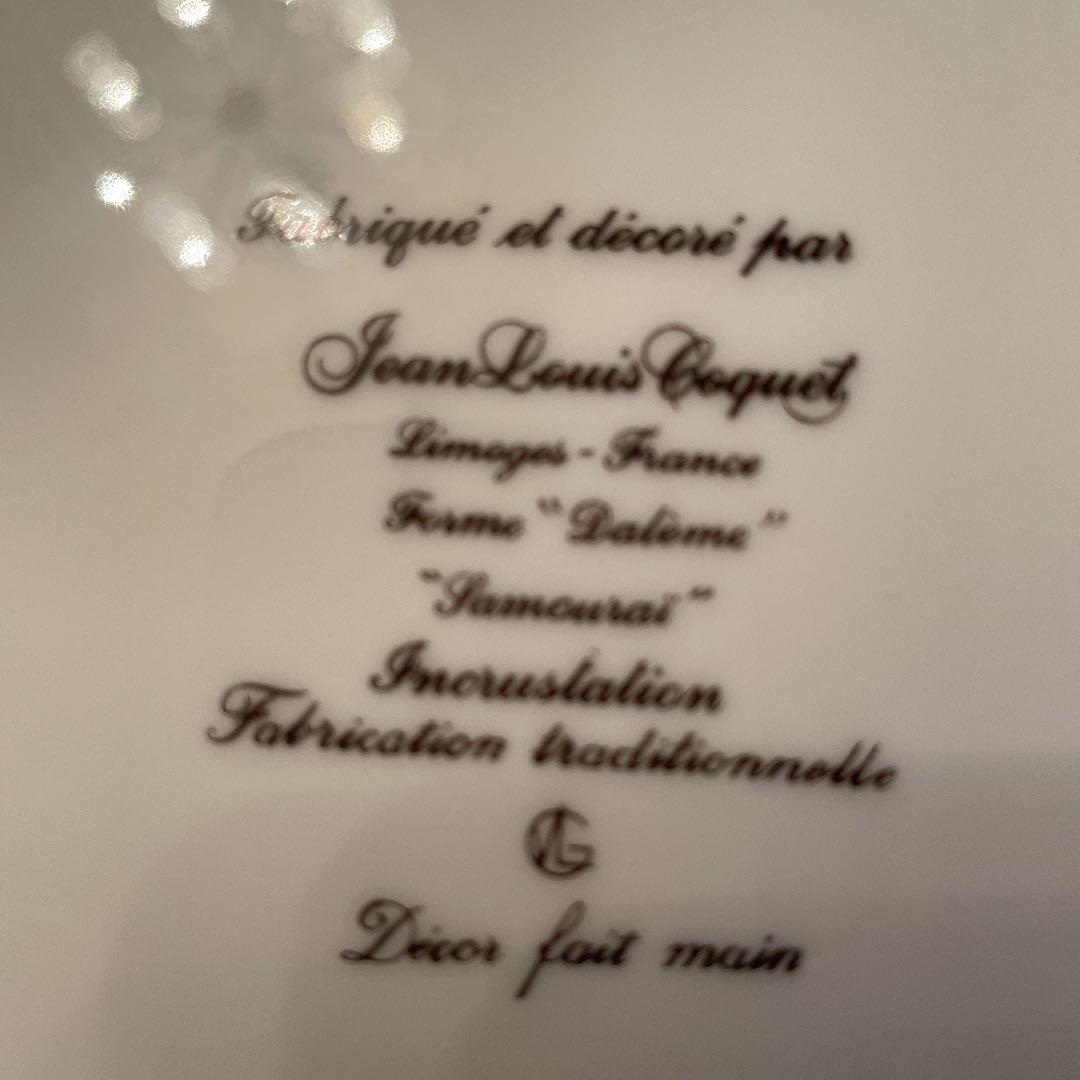 Fabriqué et décoré par
Jean Louis Coquet
Limoges - France
Forme "Dalème"
"Samouraï"
Incrustation
Fabrication traditionnelle
Décor fait main